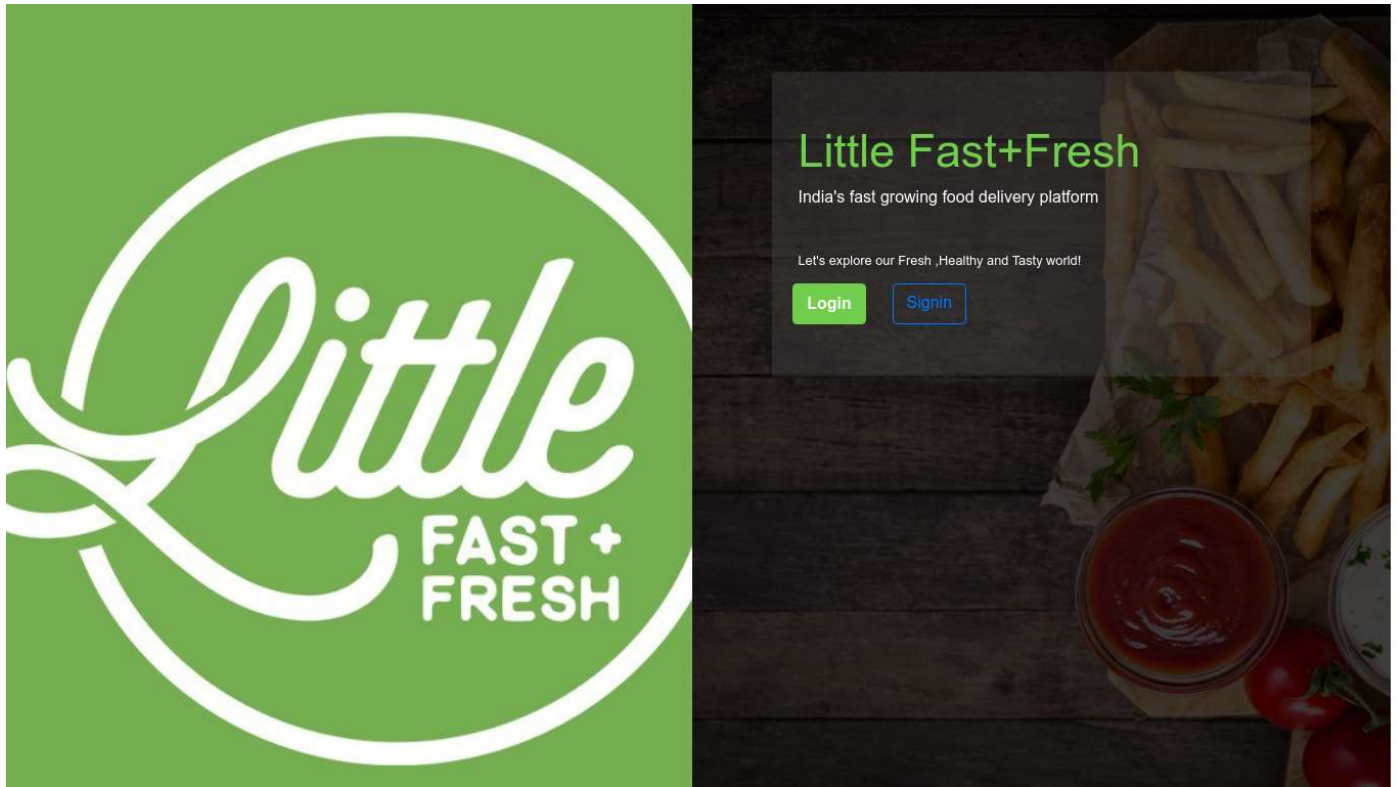 Little
FAST +
FRESH
Little Fast+Fresh
India's fast growing food delivery platform
Let's explore our Fresh ,Healthy and Tasty world!
Login
Signin